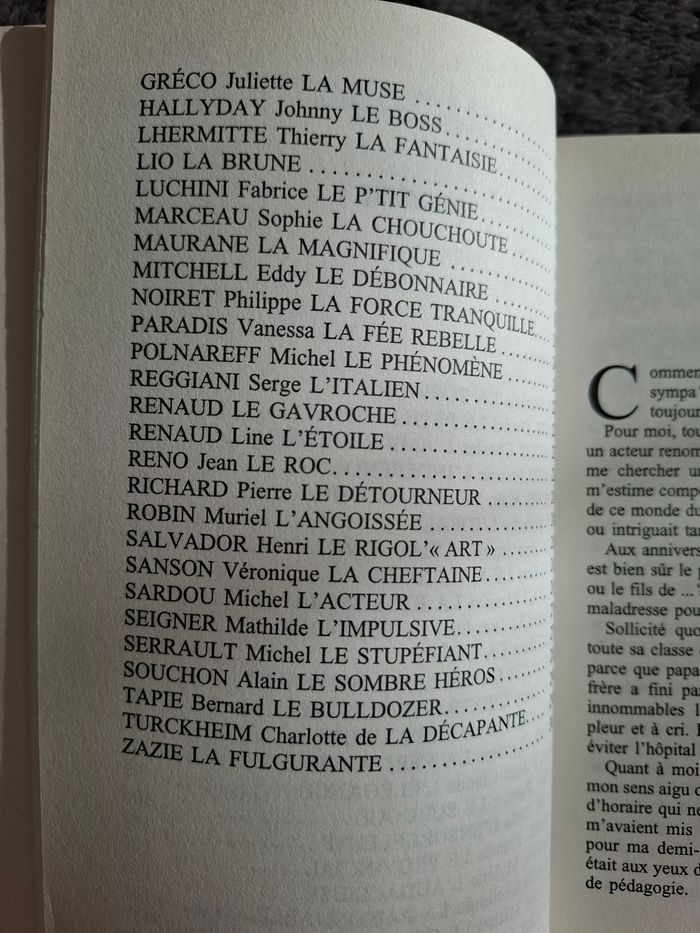 GRÉCO Juliette LA MUSE ..........
HALLYDAY Johnny LE BOSS ..........
LHERMITTE Thierry LA FANTAISIE ......
LIO LA BRUNE ....................
LUCHINI Fabrice LE P'TIT GÉNIE ........
MARCEAU Sophie LA CHOUCHOUTE ......
MAURANE LA MAGNIFIQUE ..........
MITCHELL Eddy LE DÉBONNAIRE ........
NOIRET Philippe LA FORCE TRANQUILLE...
PARADIS Vanessa LA FÉE REBELLE ......
POLNAREFF Michel LE PHÉNOMÈNE ......
REGGIANI Serge L'ITALIEN ............
RENAUD LE GAVROCHE ..............
RENAUD Line L'ÉTOILE ..............
RENO Jean LE ROC..................
RICHARD Pierre LE DÉTOURNEUR ......
ROBIN Muriel L'ANGOISSÉE ..........
SALVADOR Henri LE RIGOL'« ART » ......
SANSON Véronique LA CHEFTAINE ........
SARDOU Michel L'ACTEUR ............
SEIGNER Mathilde L'IMPULSIVE..........
SERRAULT Michel LE STUPÉFIANT........
SOUCHON Alain LE SOMBRE HÉROS ......
TAPIE Bernard LE BULLDOZER ..........
TURCKHEIM Charlotte de LA DÉCAPANTE....
ZAZIE LA FULGURANTE ..............
Commen
sympa
toujour
Pour moi, tou
un acteur renom
me chercher u
m'estime comp
de ce monde du
ou intriguait tan
Aux annivers
est bien sûr le p
ou le fils de ...
maladresse pou
Sollicité quo
toute sa classe
parce que papa
frère a fini pa
innommables l
pleur et à cri.
éviter l'hôpital
Quant à moi
mon sens aigu d
d'horaire qui ne
m'avaient mis
pour ma demi-
était aux yeux d
de pédagogie.